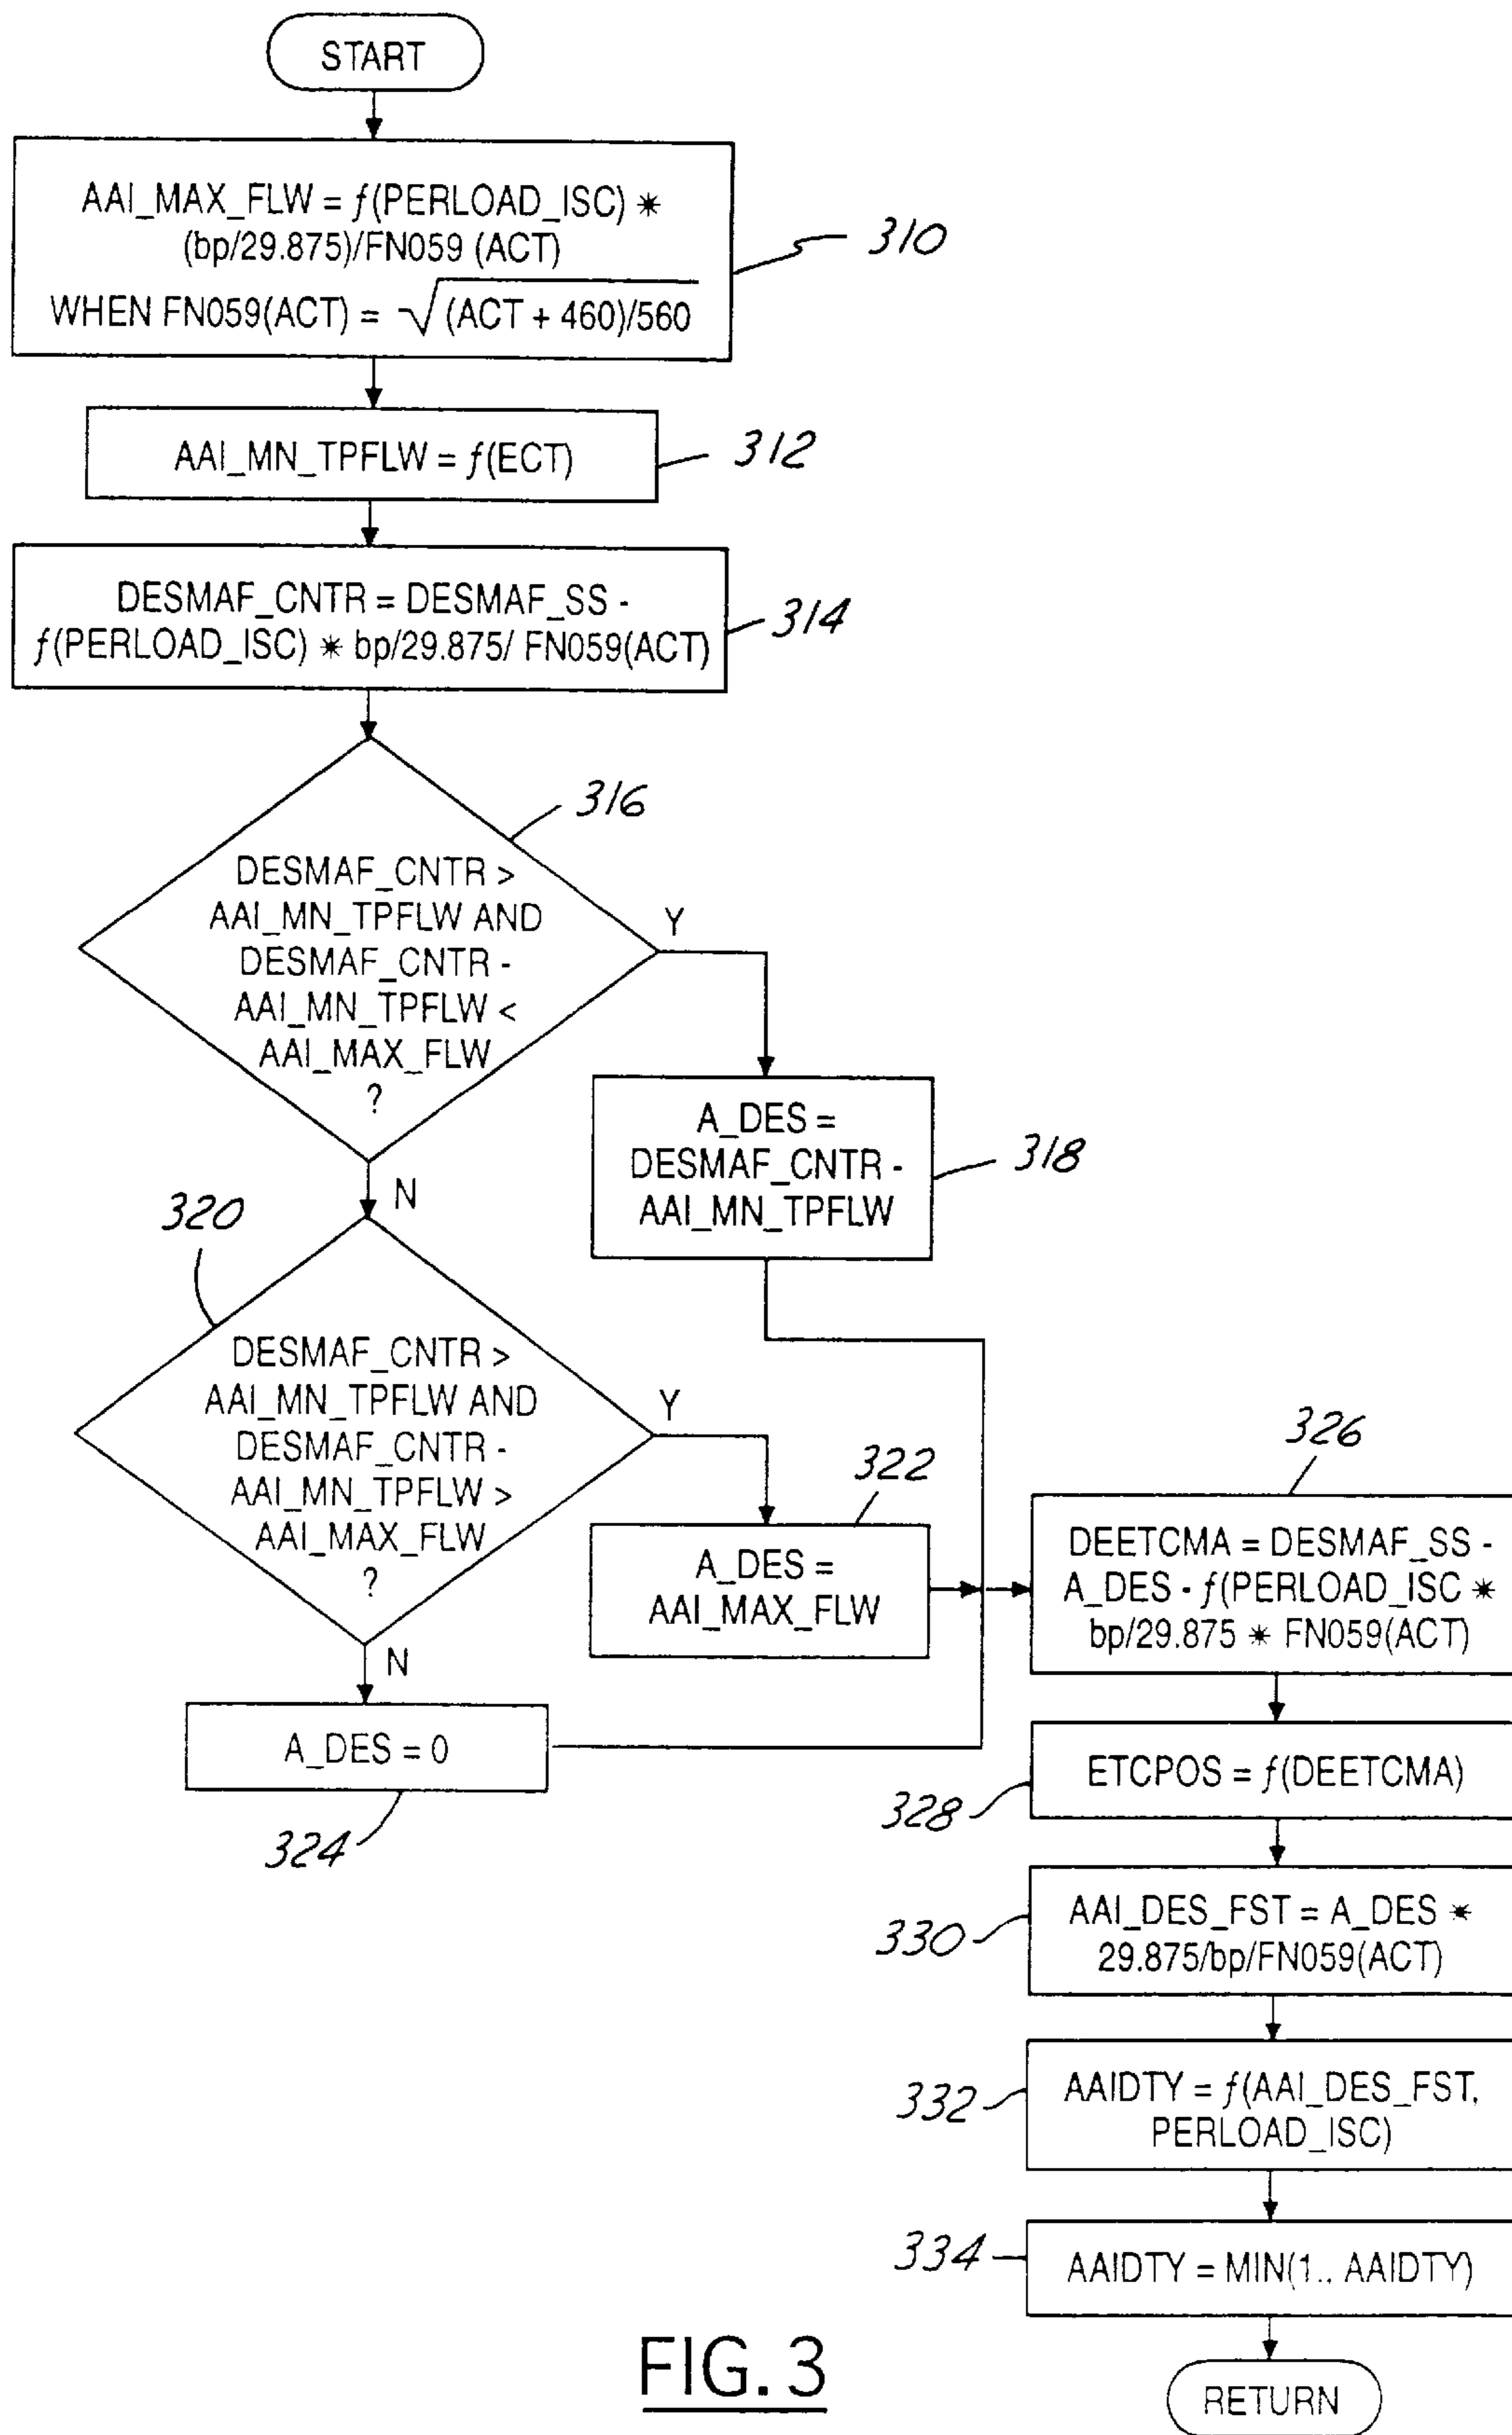 START
AAI_MAX_FLW = f(PERLOAD_ISC) *
(bp/29.875)/FN059 (ACT)
WHEN FN059(ACT) = √(ACT + 460)/560
310
AAI_MN_TPFLW = f(ECT)
312
DESMAF_CNTR = DESMAF_SS -
f(PERLOAD_ISC) * bp/29.875/ FN059(ACT)
314
316
DESMAF_CNTR >
AAI_MN_TPFLW AND
DESMAF_CNTR -
AAI_MN_TPFLW <
AAI_MAX_FLW
?
Y
N
A_DES =
DESMAF_CNTR -
AAI_MN_TPFLW
318
320
DESMAF_CNTR >
AAI_MN_TPFLW AND
DESMAF_CNTR -
AAI_MN_TPFLW >
AAI_MAX_FLW
?
Y
N
322
A_DES =
AAI_MAX_FLW
A_DES = 0
324
326
DEETCMA = DESMAF_SS -
A_DES - f(PERLOAD_ISC *
bp/29.875 * FN059(ACT)
ETCPOS = f(DEETCMA)
328
AAI_DES_FST = A_DES *
29.875/bp/FN059(ACT)
330
AAIDTY = f(AAI_DES_FST,
PERLOAD_ISC)
332
AAIDTY = MIN(1., AAIDTY)
334
RETURN
FIG. 3